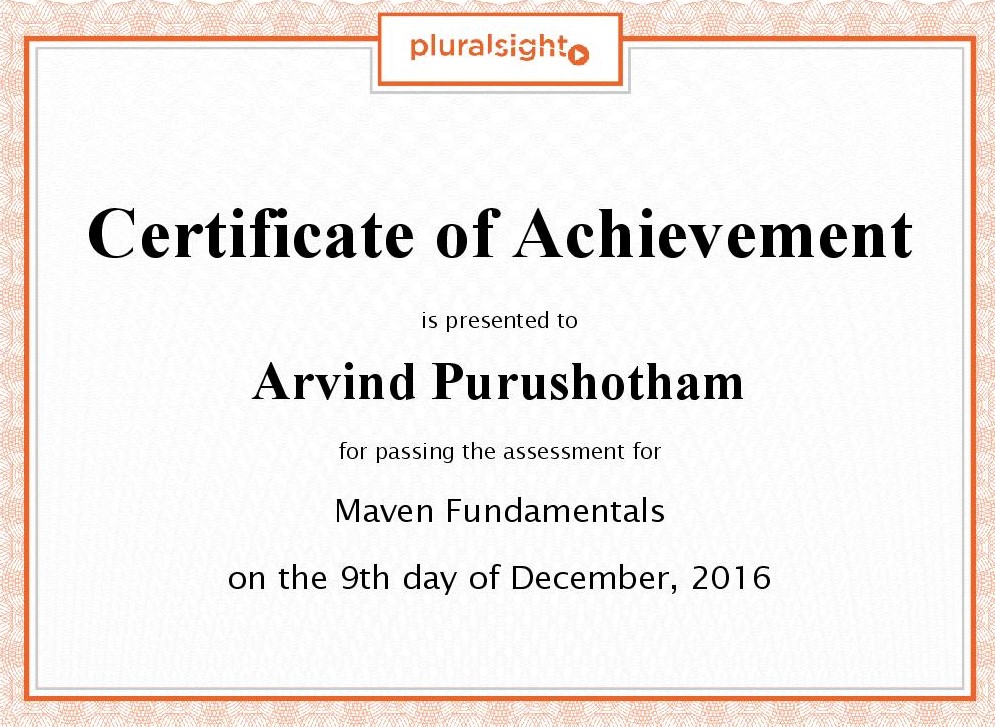 pluralsight
Certificate of Achievement
is presented to
Arvind Purushotham
for passing the assessment for
Maven Fundamentals
on the 9th day of December, 2016